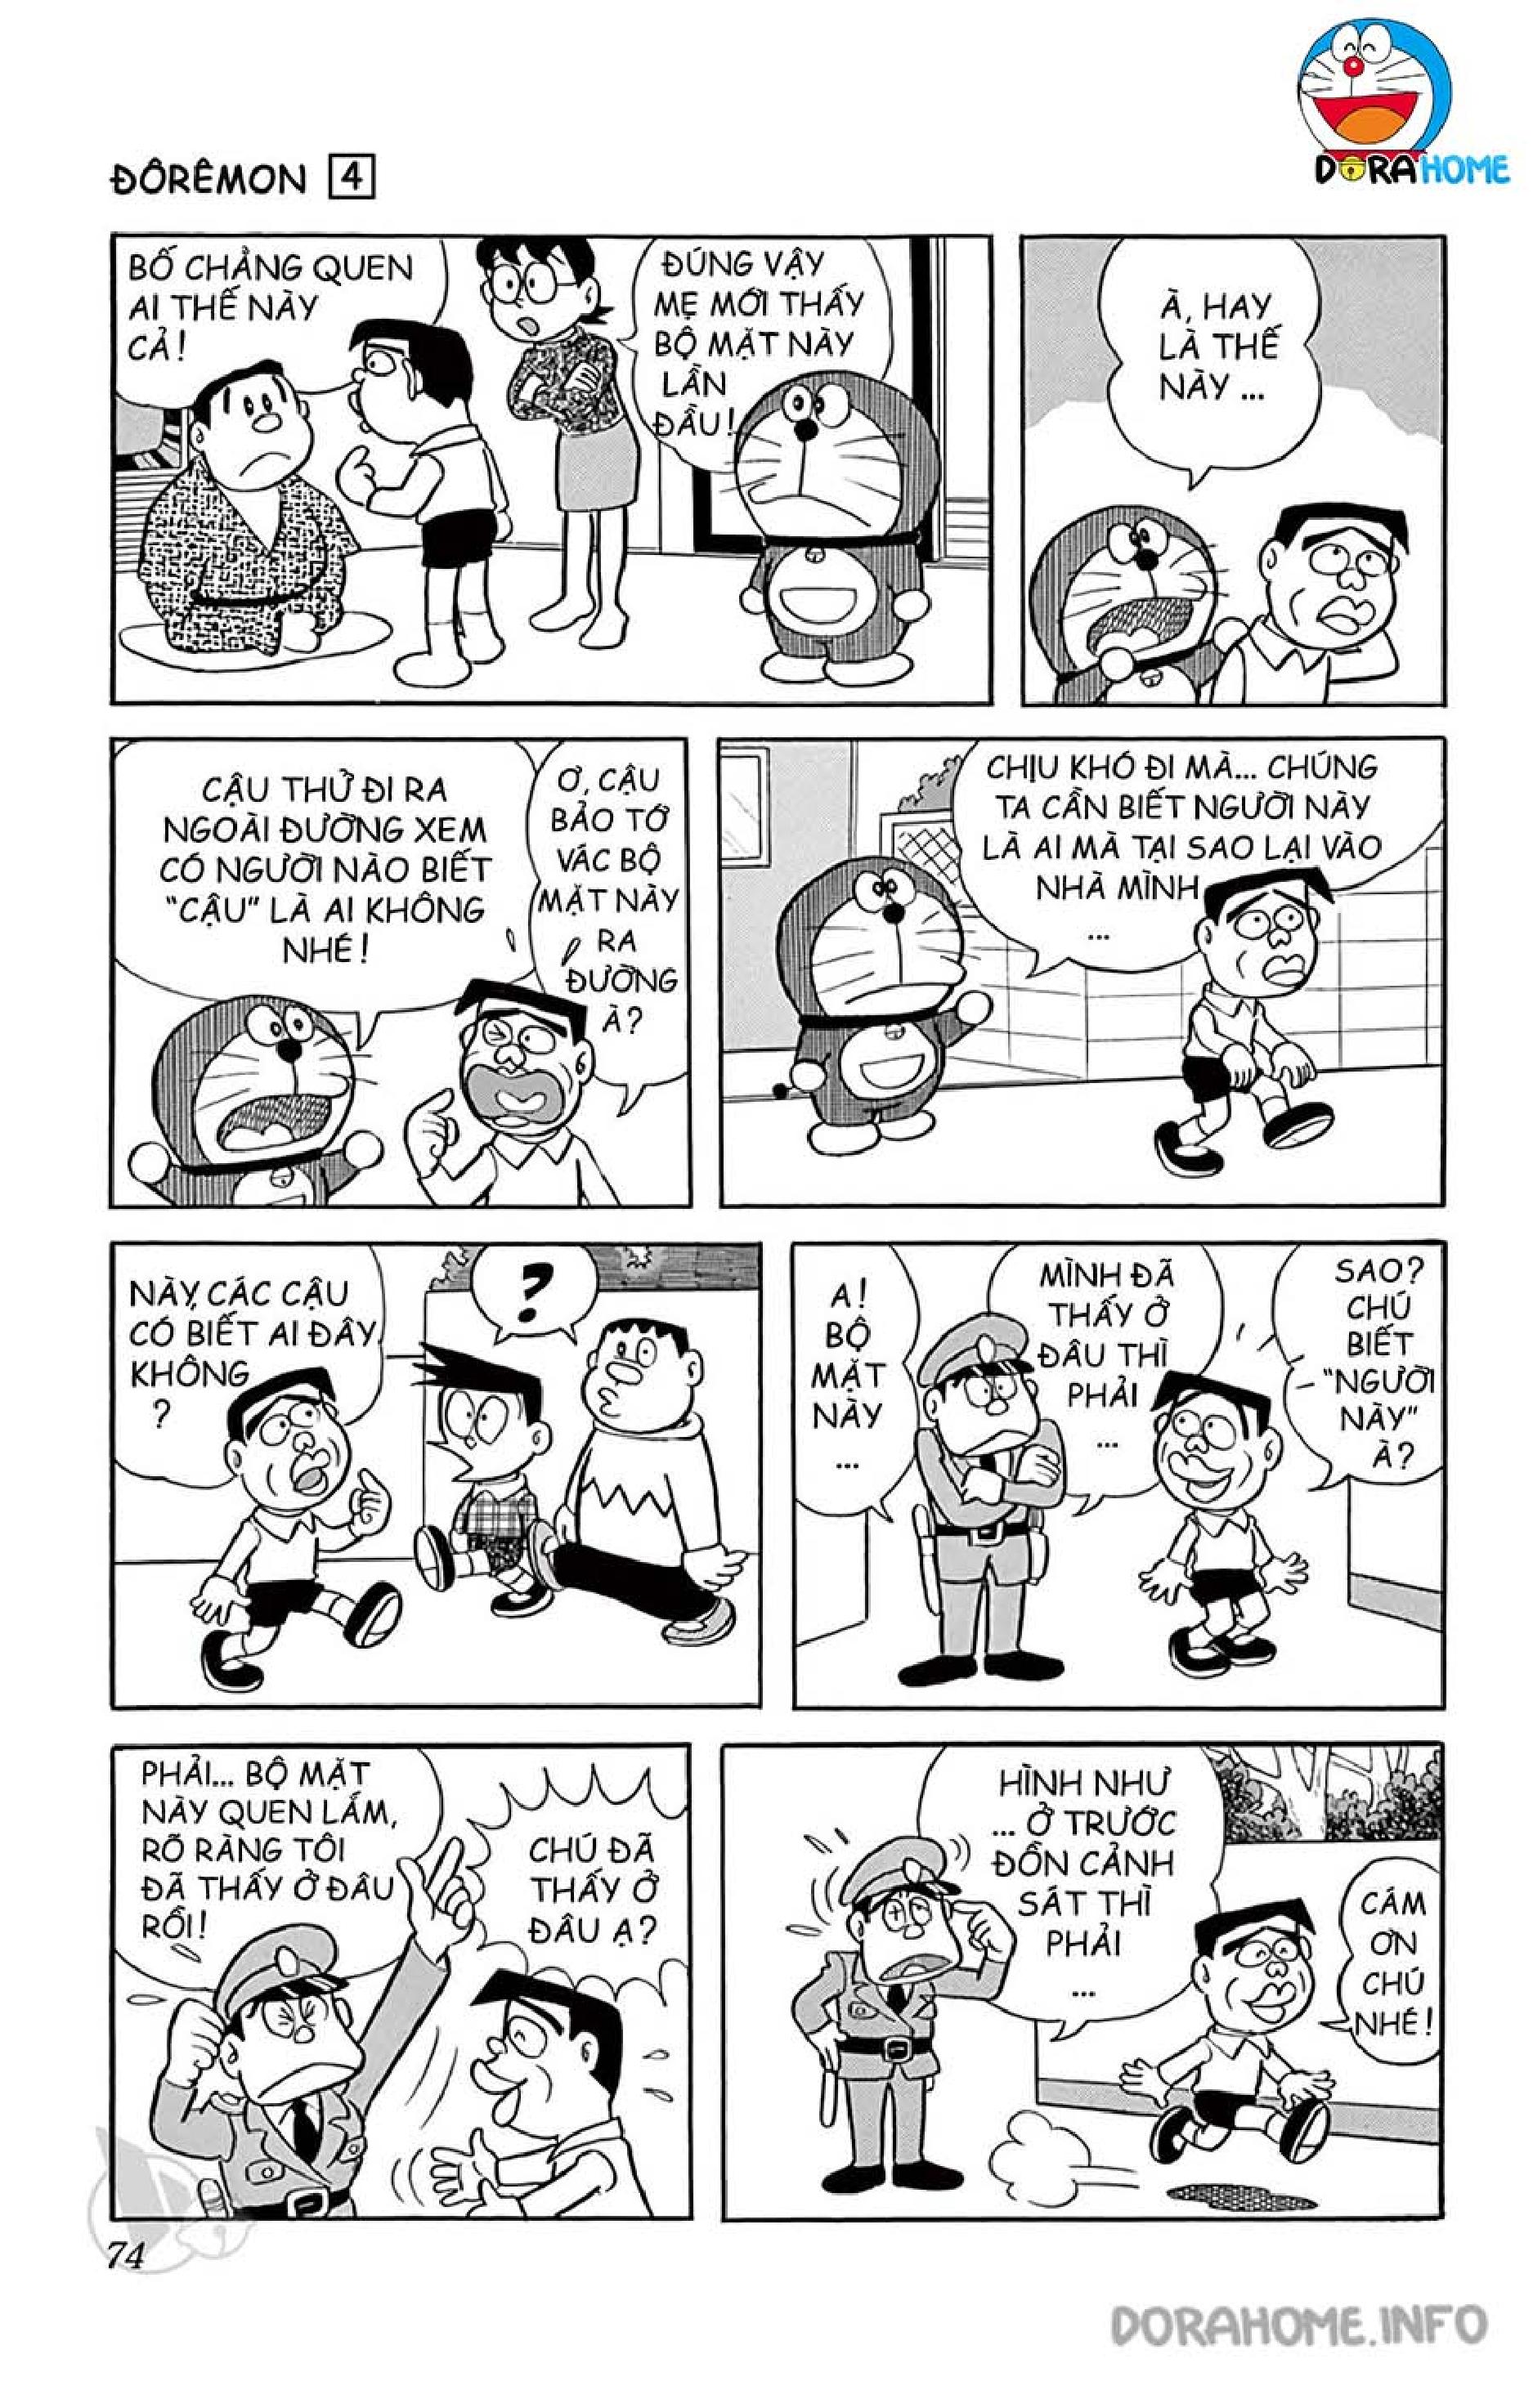 DORAHOME
ĐÔRÊMON 4
BỐ CHẲNG QUEN
AI THẾ NÀY
CẢ!
ĐÚNG VẬY
MẸ MỚI THẤY
BỘ MẶT NÀY
LẦN
ĐẦU!
À, HAY
LÀ THẾ
NÀY ...
CẬU THỬ ĐI RA
NGOÀI ĐƯỜNG XEM
CÓ NGƯỜI NÀO BIẾT
“CẬU” LÀ AI KHÔNG
NHÉ!
Ơ, CẬU
BẢO TỚ
VÁC BỘ
MẶT NÀY
RA
ĐƯỜNG
À?
CHỊU KHÓ ĐI MÀ... CHÚNG
TA CẦN BIẾT NGƯỜI NÀY
LÀ AI MÀ TẠI SAO LẠI VÀO
NHÀ MÌNH
...
NÀY, CÁC CẬU
CÓ BIẾT AI ĐÂY
KHÔNG
?
?
A!
BỘ
MẶT
NÀY
...
MÌNH ĐÃ
THẤY Ở
ĐÂU THÌ
PHẢI
...
SAO?
CHÚ
BIẾT
“NGƯỜI
NÀY”
À?
PHẢI... BỘ MẶT
NÀY QUEN LẮM,
RÕ RÀNG TÔI
ĐÃ THẤY Ở ĐÂU
RỒI!
CHÚ ĐÃ
THẤY Ở
ĐÂU Ạ?
HÌNH NHƯ
... Ở TRƯỚC
ĐỒN CẢNH
SÁT THÌ
PHẢI
...
CÁM
ƠN
CHÚ
NHÉ!
74
DORAHOME.INFO